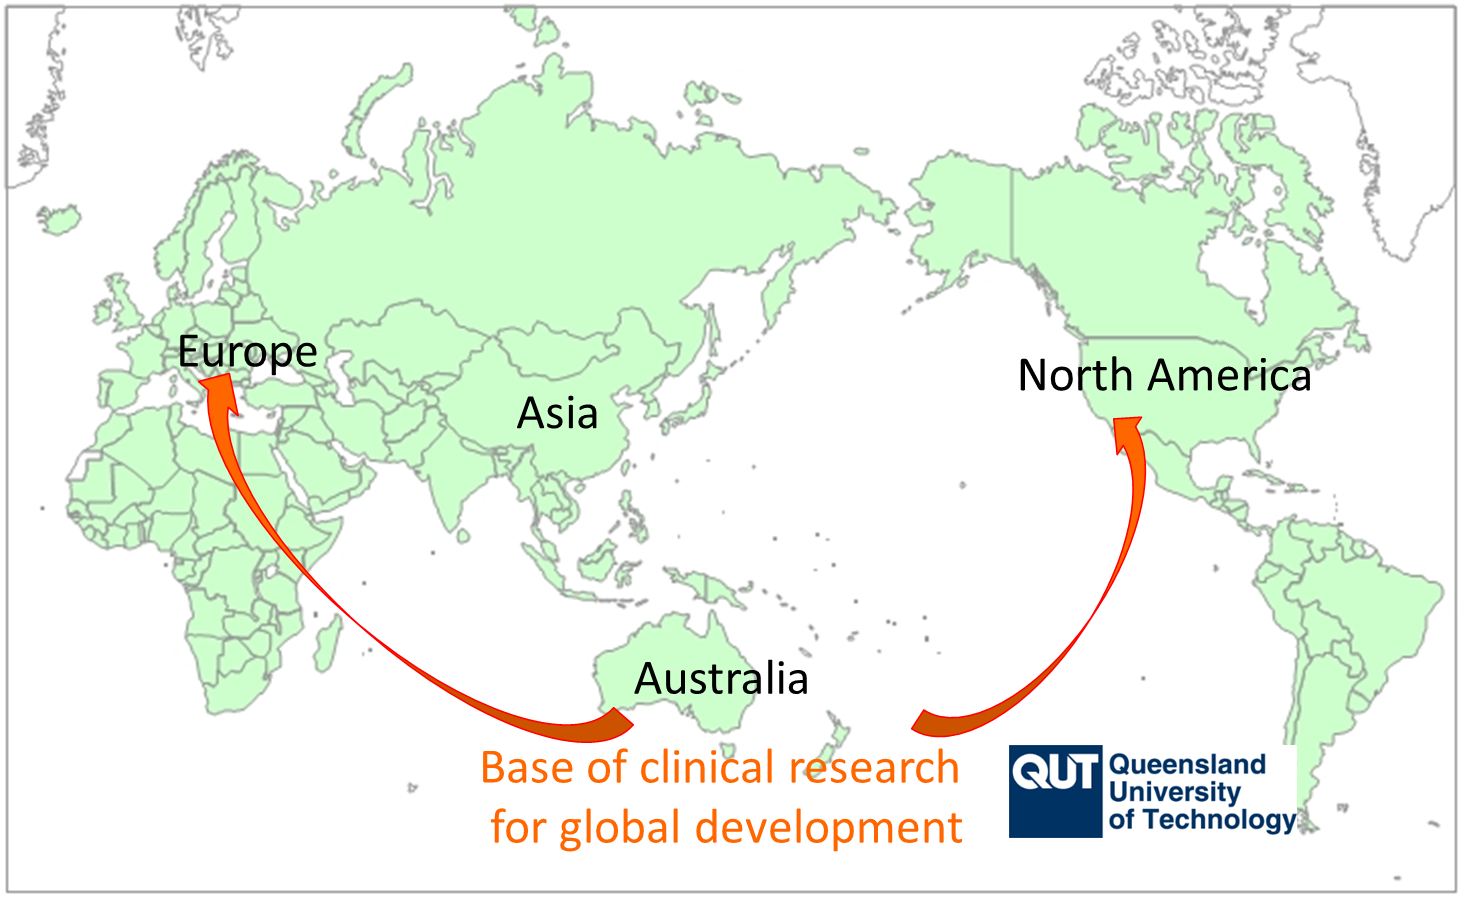 Europe
North America
Asia
Australia
Base of clinical research
for global development
QUT
Queensland
University
of Technology